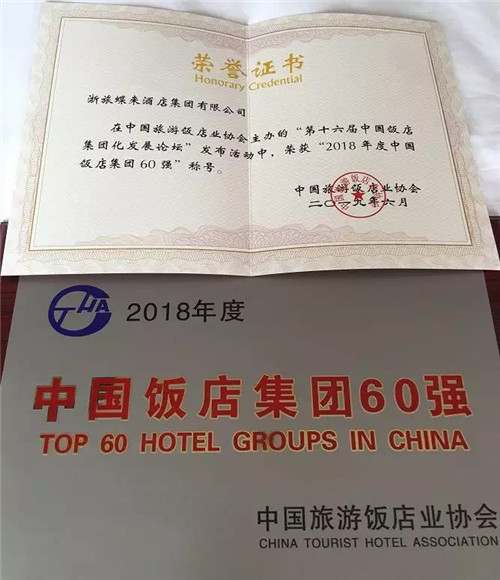 荣誉证书
Honorary Credential
浙旅蝶来酒店集团有限公司
在中国旅游饭店业协会主办的“第十六届中国饭店
集团化发展论坛”发布活动中，荣获“2018年度中国
饭店集团60强”称号。
中国旅游饭店业协会
二〇一九年六月
THA
2018年度
中国饭店集团60强
TOP 60 HOTEL GROUPS IN CHINA
中国旅游饭店业协会
CHINA TOURIST HOTEL ASSOCIATION